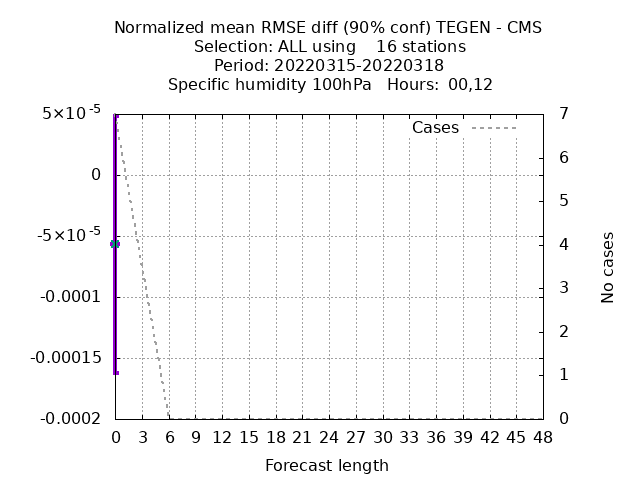 Normalized mean RMSE diff (90% conf) TEGEN - CMS
Selection: ALL using    16 stations
Period: 20220315-20220318
Specific humidity 100hPa   Hours:  00,12
5×10⁻⁵
0
-5×10⁻⁵
-0.0001
-0.00015
-0.0002
Cases
7
6
5
4
3
2
1
0
No cases
0 3 6 9 12 15 18 21 24 27 30 33 36 39 42 45 48
Forecast length